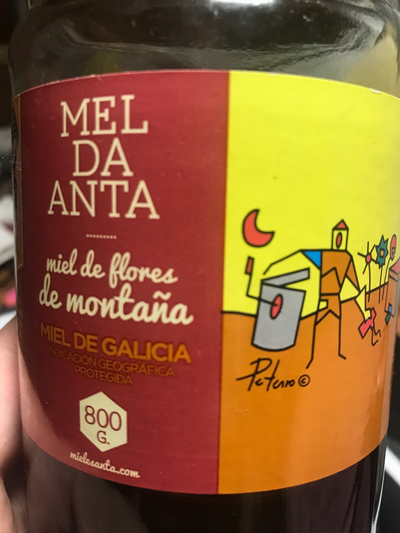 MEL
DA
ANTA
miel de flores
de montaña
MIEL DE GALICIA
INDICACIÓN GEOGRÁFICA
PROTEGIDA
800
G.
mielesanta.com
©